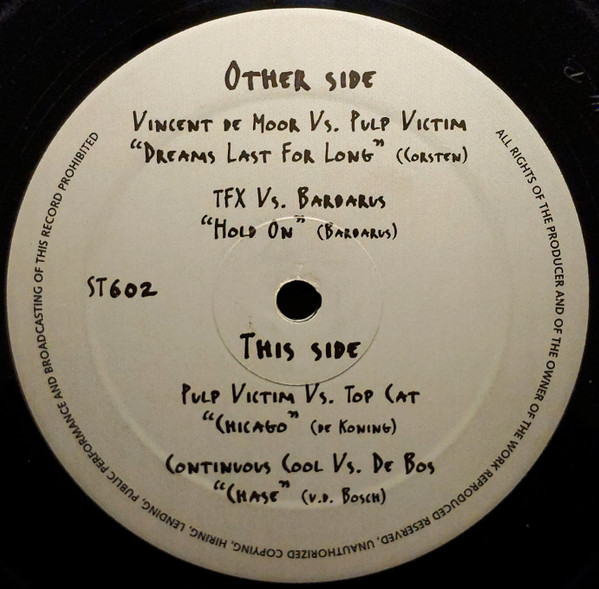 Other side
Vincent de Moor Vs. Pulp Victim
"Dreams Last For Long" (Corsten)
TFX Vs. Bardarus
"Hold On" (Bardarus)
ST602
This side
Pulp Victim Vs. Top Cat
"Chicago" (de Koning)
Continuous Cool Vs. De Bos
"Chase" (v.d. Bosch)
ALL RIGHTS OF THE PRODUCER AND OF THE OWNER OF THE WORK REPRODUCED RESERVED. UNAUTHORIZED COPYING, HIRING, LENDING, PUBLIC PERFORMANCE AND BROADCASTING OF THIS RECORD PROHIBITED